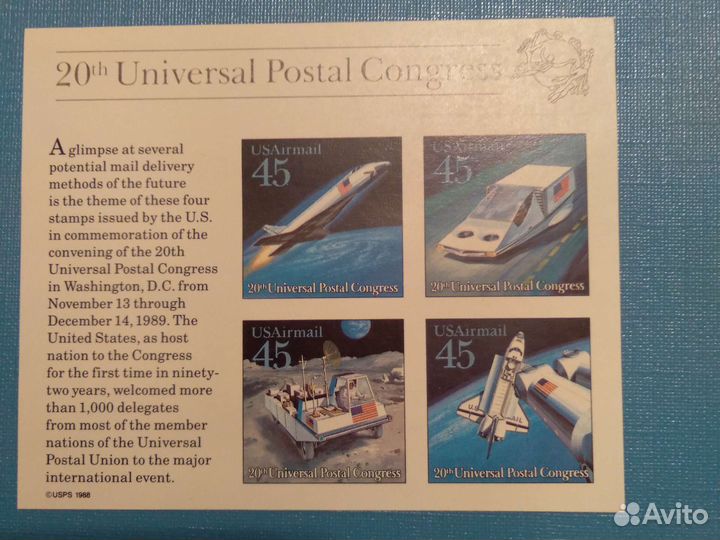 20th Universal Postal Congress
A glimpse at several
potential mail delivery
methods of the future
is the theme of these four
stamps issued by the U.S.
in commemoration of the
convening of the 20th
Universal Postal Congress
in Washington, D.C. from
November 13 through
December 14, 1989. The
United States, as host
nation to the Congress
for the first time in ninety-
two years, welcomed more
than 1,000 delegates
from most of the member
nations of the Universal
Postal Union to the major
international event.
©USPS 1988
USAirmail
45
20th Universal Postal Congress
USAirmail
45
20th Universal Postal Congress
USAirmail
45
20th Universal Postal Congress
USAirmail
45
20th Universal Postal Congress
Avito